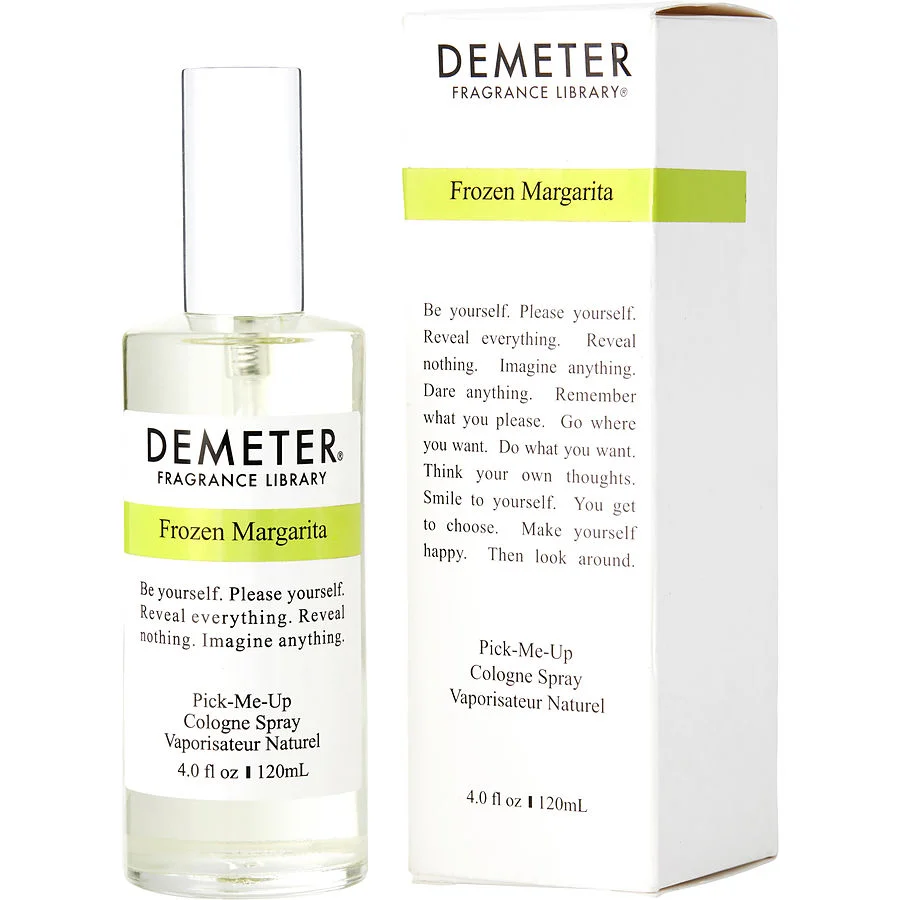 DEMETER®
FRAGRANCE LIBRARY
Frozen Margarita
Be yourself. Please yourself.
Reveal everything. Reveal
nothing. Imagine anything.
Pick-Me-Up
Cologne Spray
Vaporisateur Naturel
4.0 fl oz ▮ 120mL
DEMETER
FRAGRANCE LIBRARY®
Frozen Margarita
Be yourself. Please yourself.
Reveal everything. Reveal
nothing. Imagine anything.
Dare anything. Remember
what you please. Go where
you want. Do what you want.
Think your own thoughts.
Smile to yourself. You get
to choose. Make yourself
happy. Then look around.
Pick-Me-Up
Cologne Spray
Vaporisateur Naturel
4.0 fl oz ▮ 120mL